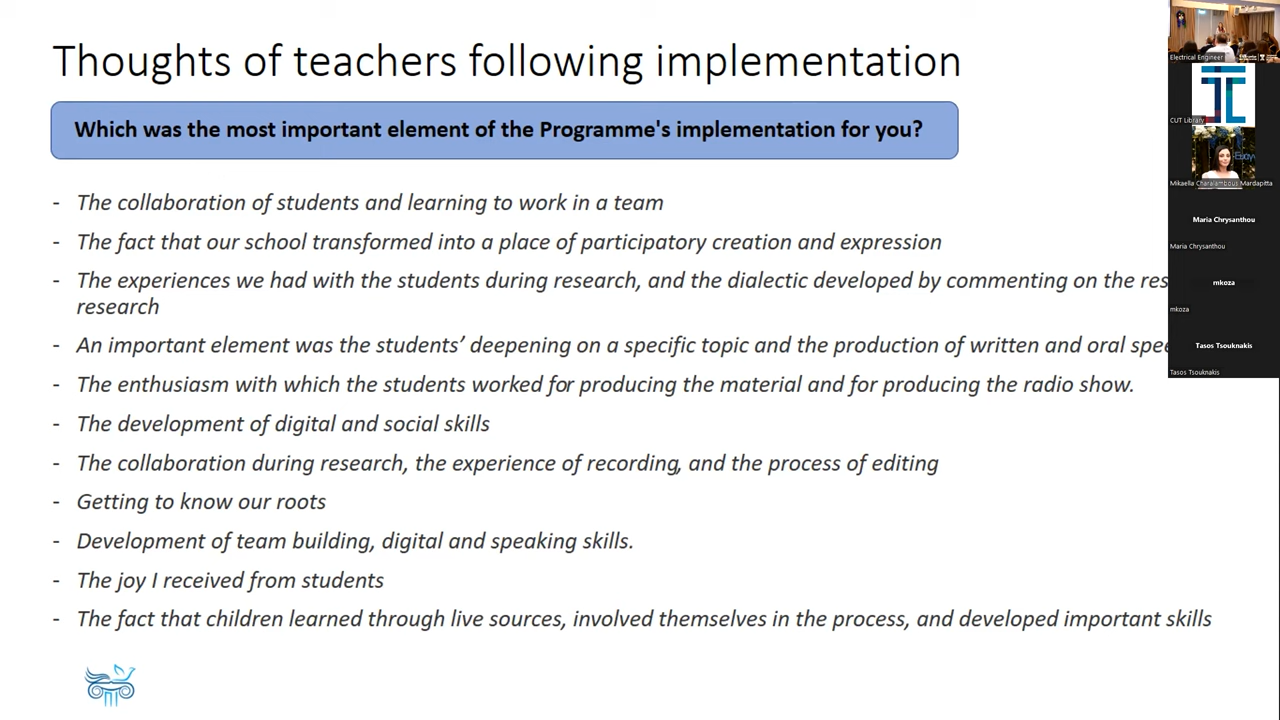 Thoughts of teachers following implementation
Which was the most important element of the Programme's implementation for you?
- The collaboration of students and learning to work in a team
- The fact that our school transformed into a place of participatory creation and expression
- The experiences we had with the students during research, and the dialectic developed by commenting on the
research
- An important element was the students’ deepening on a specific topic and the production of written and oral
- The enthusiasm with which the students worked for producing the material and for producing the radio show.
- The development of digital and social skills
- The collaboration during research, the experience of recording, and the process of editing
- Getting to know our roots
- Development of team building, digital and speaking skills.
- The joy I received from students
- The fact that children learned through live sources, involved themselves in the process, and developed important skills
Electrical Engineer
CUT Library
Mikaella Charalambous Mardapitta
Maria Chrysanthou
Maria Chrysanthou
mkoza
mkoza
Tasos Tsouknakis
Tasos Tsouknakis